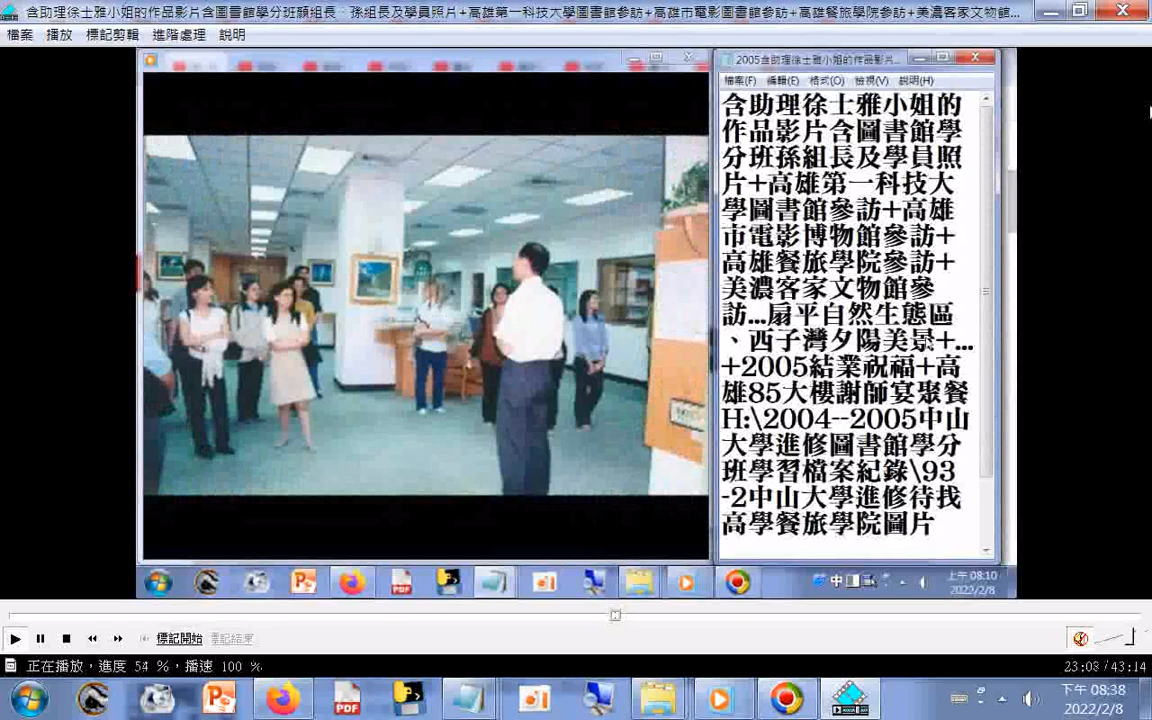 含助理徐士雅小姐的作品影片含圖書館學分班顏組長、孫組長及學員照片+高雄第一科技大學圖書館參訪+高雄市電影圖書館參訪+高雄餐旅學院參訪+美濃客家文物館...
檔案 播放 標記剪輯 進階處理 說明
2005含助理徐士雅小姐的作品影片...
檔案(F) 編輯(E) 格式(O) 檢視(V) 說明(H)
含助理徐士雅小姐的
作品影片含圖書館學
分班孫組長及學員照
片+高雄第一科技大
學圖書館參訪+高雄
市電影博物館參訪+
高雄餐旅學院參訪+
美濃客家文物館參
訪...扇平自然生態區
、西子灣夕陽美景+...
+2005結業祝福+高
雄85大樓謝師宴聚餐
H:\2004--2005中山
大學進修圖書館學分
班學習檔案紀錄\93
-2中山大學進修待找
高學餐旅學院圖片
中
上午 08:10
2022/2/8
標記開始 標記結束
正在播放，進度 54 %，播速 100 %.
23:08 / 43:14
下午 08:38
2022/2/8